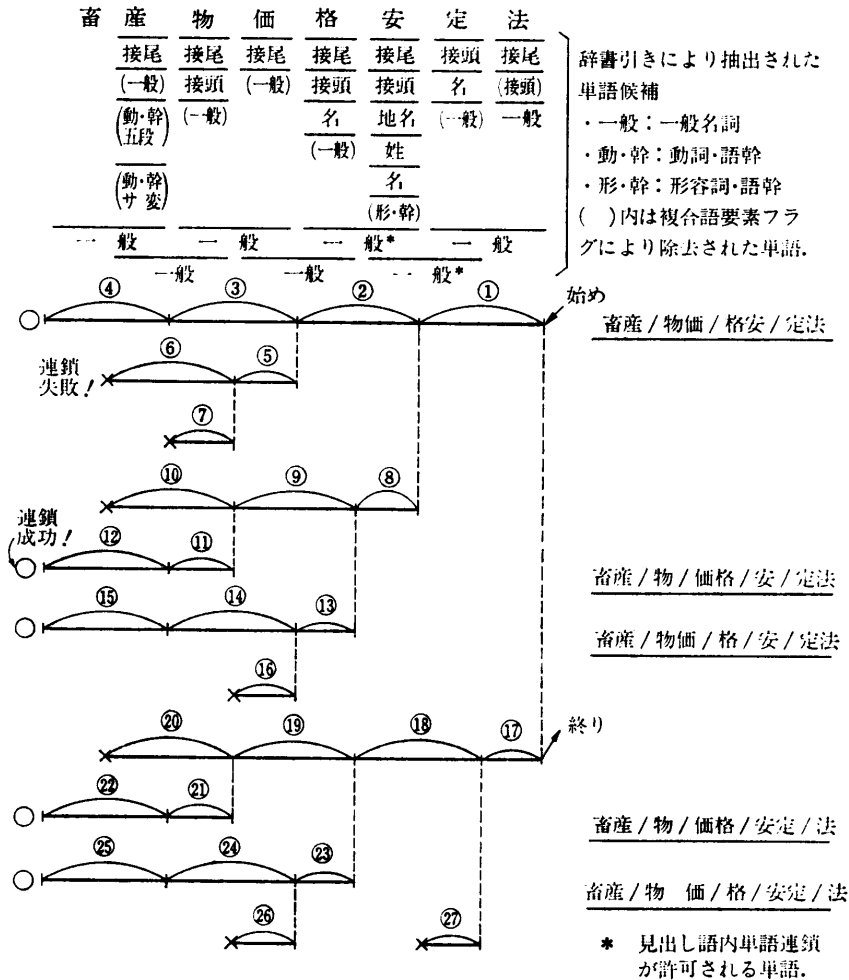 畜 産 物 価 格 安 定 法
接尾 接尾 接尾 接尾 接尾 接頭 接尾
(一般) 接頭 (一般) 接頭 接頭 名 (接頭)
(動・幹 五段) (一般) 名 地名 (一般) 一般
(一般) 姓
(動・幹 サ変) 名
(形・幹)
一般 一般 一般* 一般
一般 一般 一般*
辞書引きにより抽出された
単語候補
・一般：一般名詞
・動・幹：動詞・語幹
・形・幹：形容詞・語幹
( )内は複合語要素フラ
グにより除去された単語.
④ ③ ② ① 始め
畜産/物価/格安/定法
⑥ ⑤
連鎖
失敗!
⑦
⑩ ⑨ ⑧
連鎖
成功!
⑫ ⑪
畜産/物/価格/安/定法
⑮ ⑭ ⑬
畜産/物価/格/安/定法
⑯
⑳ ⑲ ⑱ ⑰ 終り
㉒ ㉑
畜産/物/価格/安定/法
㉕ ㉔ ㉓
畜産/物 価/格/安定/法
㉖ ㉗
* 見出し語内単語連鎖
が許可される単語.